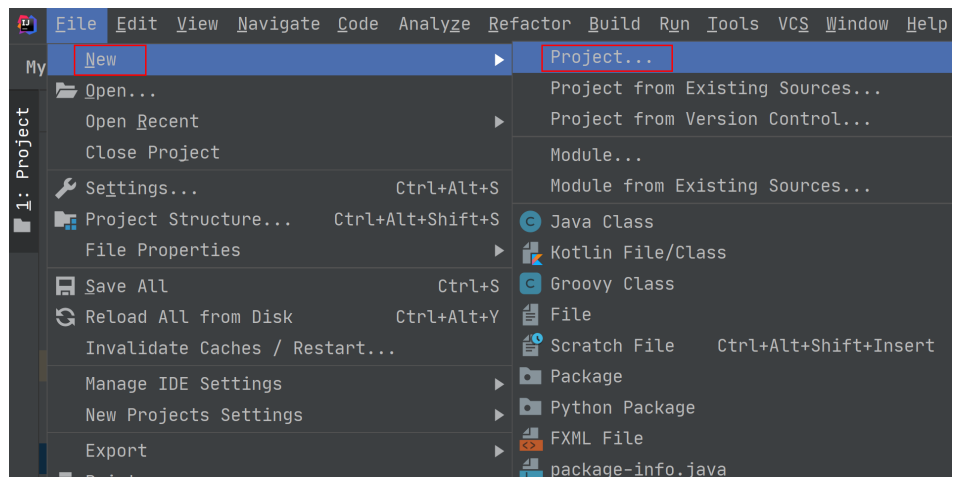 File Edit View Navigate Code Analyze Refactor Build Run Tools VCS Window Help
My
1: Project
New
Open...
Open Recent
Close Project
Settings... Ctrl+Alt+S
Project Structure... Ctrl+Alt+Shift+S
File Properties
Save All Ctrl+S
Reload All from Disk Ctrl+Alt+Y
Invalidate Caches / Restart...
Manage IDE Settings
New Projects Settings
Export
Project...
Project from Existing Sources...
Project from Version Control...
Module...
Module from Existing Sources...
Java Class
Kotlin File/Class
Groovy Class
File
Scratch File Ctrl+Alt+Shift+Insert
Package
Python Package
FXML File
package-info.java